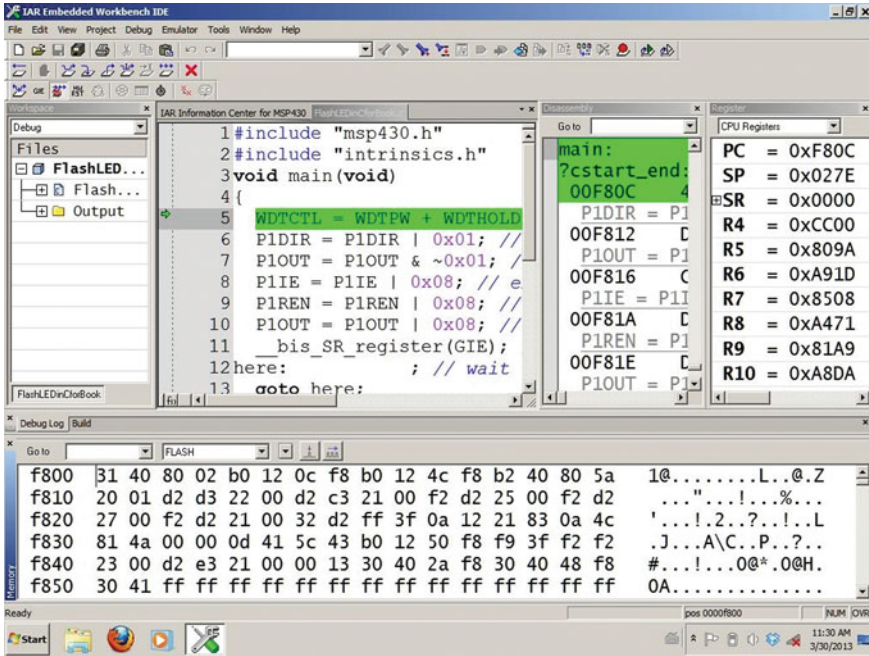 IAR Embedded Workbench IDE
File Edit View Project Debug Emulator Tools Window Help
Workspace
Debug
Files
FlashLED...
Flash...
Output
FlashLEDinCforBook
IAR Information Center for MSP430 FlashLEDinCforBook.c
1 #include "msp430.h"
2 #include "intrinsics.h"
3 void main(void)
4 {
5 WDTCTL = WDTPW + WDTHOLD
6 P1DIR = P1DIR | 0x01; //
7 P1OUT = P1OUT & ~0x01; /
8 P1IE = P1IE | 0x08; // e
9 P1REN = P1REN | 0x08; //
10 P1OUT = P1OUT | 0x08; //
11 __bis_SR_register(GIE);
12 here: ; // wait
13 goto here;
Disassembly
Go to
main:
?cstart_end:
00F80C 4
P1DIR = P1
00F812 D
P1OUT = P1
00F816 C
P1IE = P1I
00F81A D
P1REN = P1
00F81E D
P1OUT = P1
Register
CPU Registers
PC = 0xF80C
SP = 0x027E
SR = 0x0000
R4 = 0xCC00
R5 = 0x809A
R6 = 0xA91D
R7 = 0x8508
R8 = 0xA471
R9 = 0x81A9
R10 = 0xA8DA
Debug Log Build
Go to FLASH
f800 31 40 80 02 b0 12 0c f8 b0 12 4c f8 b2 40 80 5a 1@........L..@.Z
f810 20 01 d2 d3 22 00 d2 c3 21 00 f2 d2 25 00 f2 d2 ..."...!...%...
f820 27 00 f2 d2 21 00 32 d2 ff 3f 0a 12 21 83 0a 4c '...!.2..?..!..L
f830 81 4a 00 00 0d 41 5c 43 b0 12 50 f8 f9 3f f2 f2 .J...A\C..P..?..
f840 23 00 d2 e3 21 00 00 13 30 40 2a f8 30 40 48 f8 #...!...0@*.0@H.
f850 30 41 ff ff ff ff ff ff ff ff ff ff ff ff ff ff 0A..............
Memory
Ready
pos 0000f800 NUM OVR
Start
11:30 AM
3/30/2013